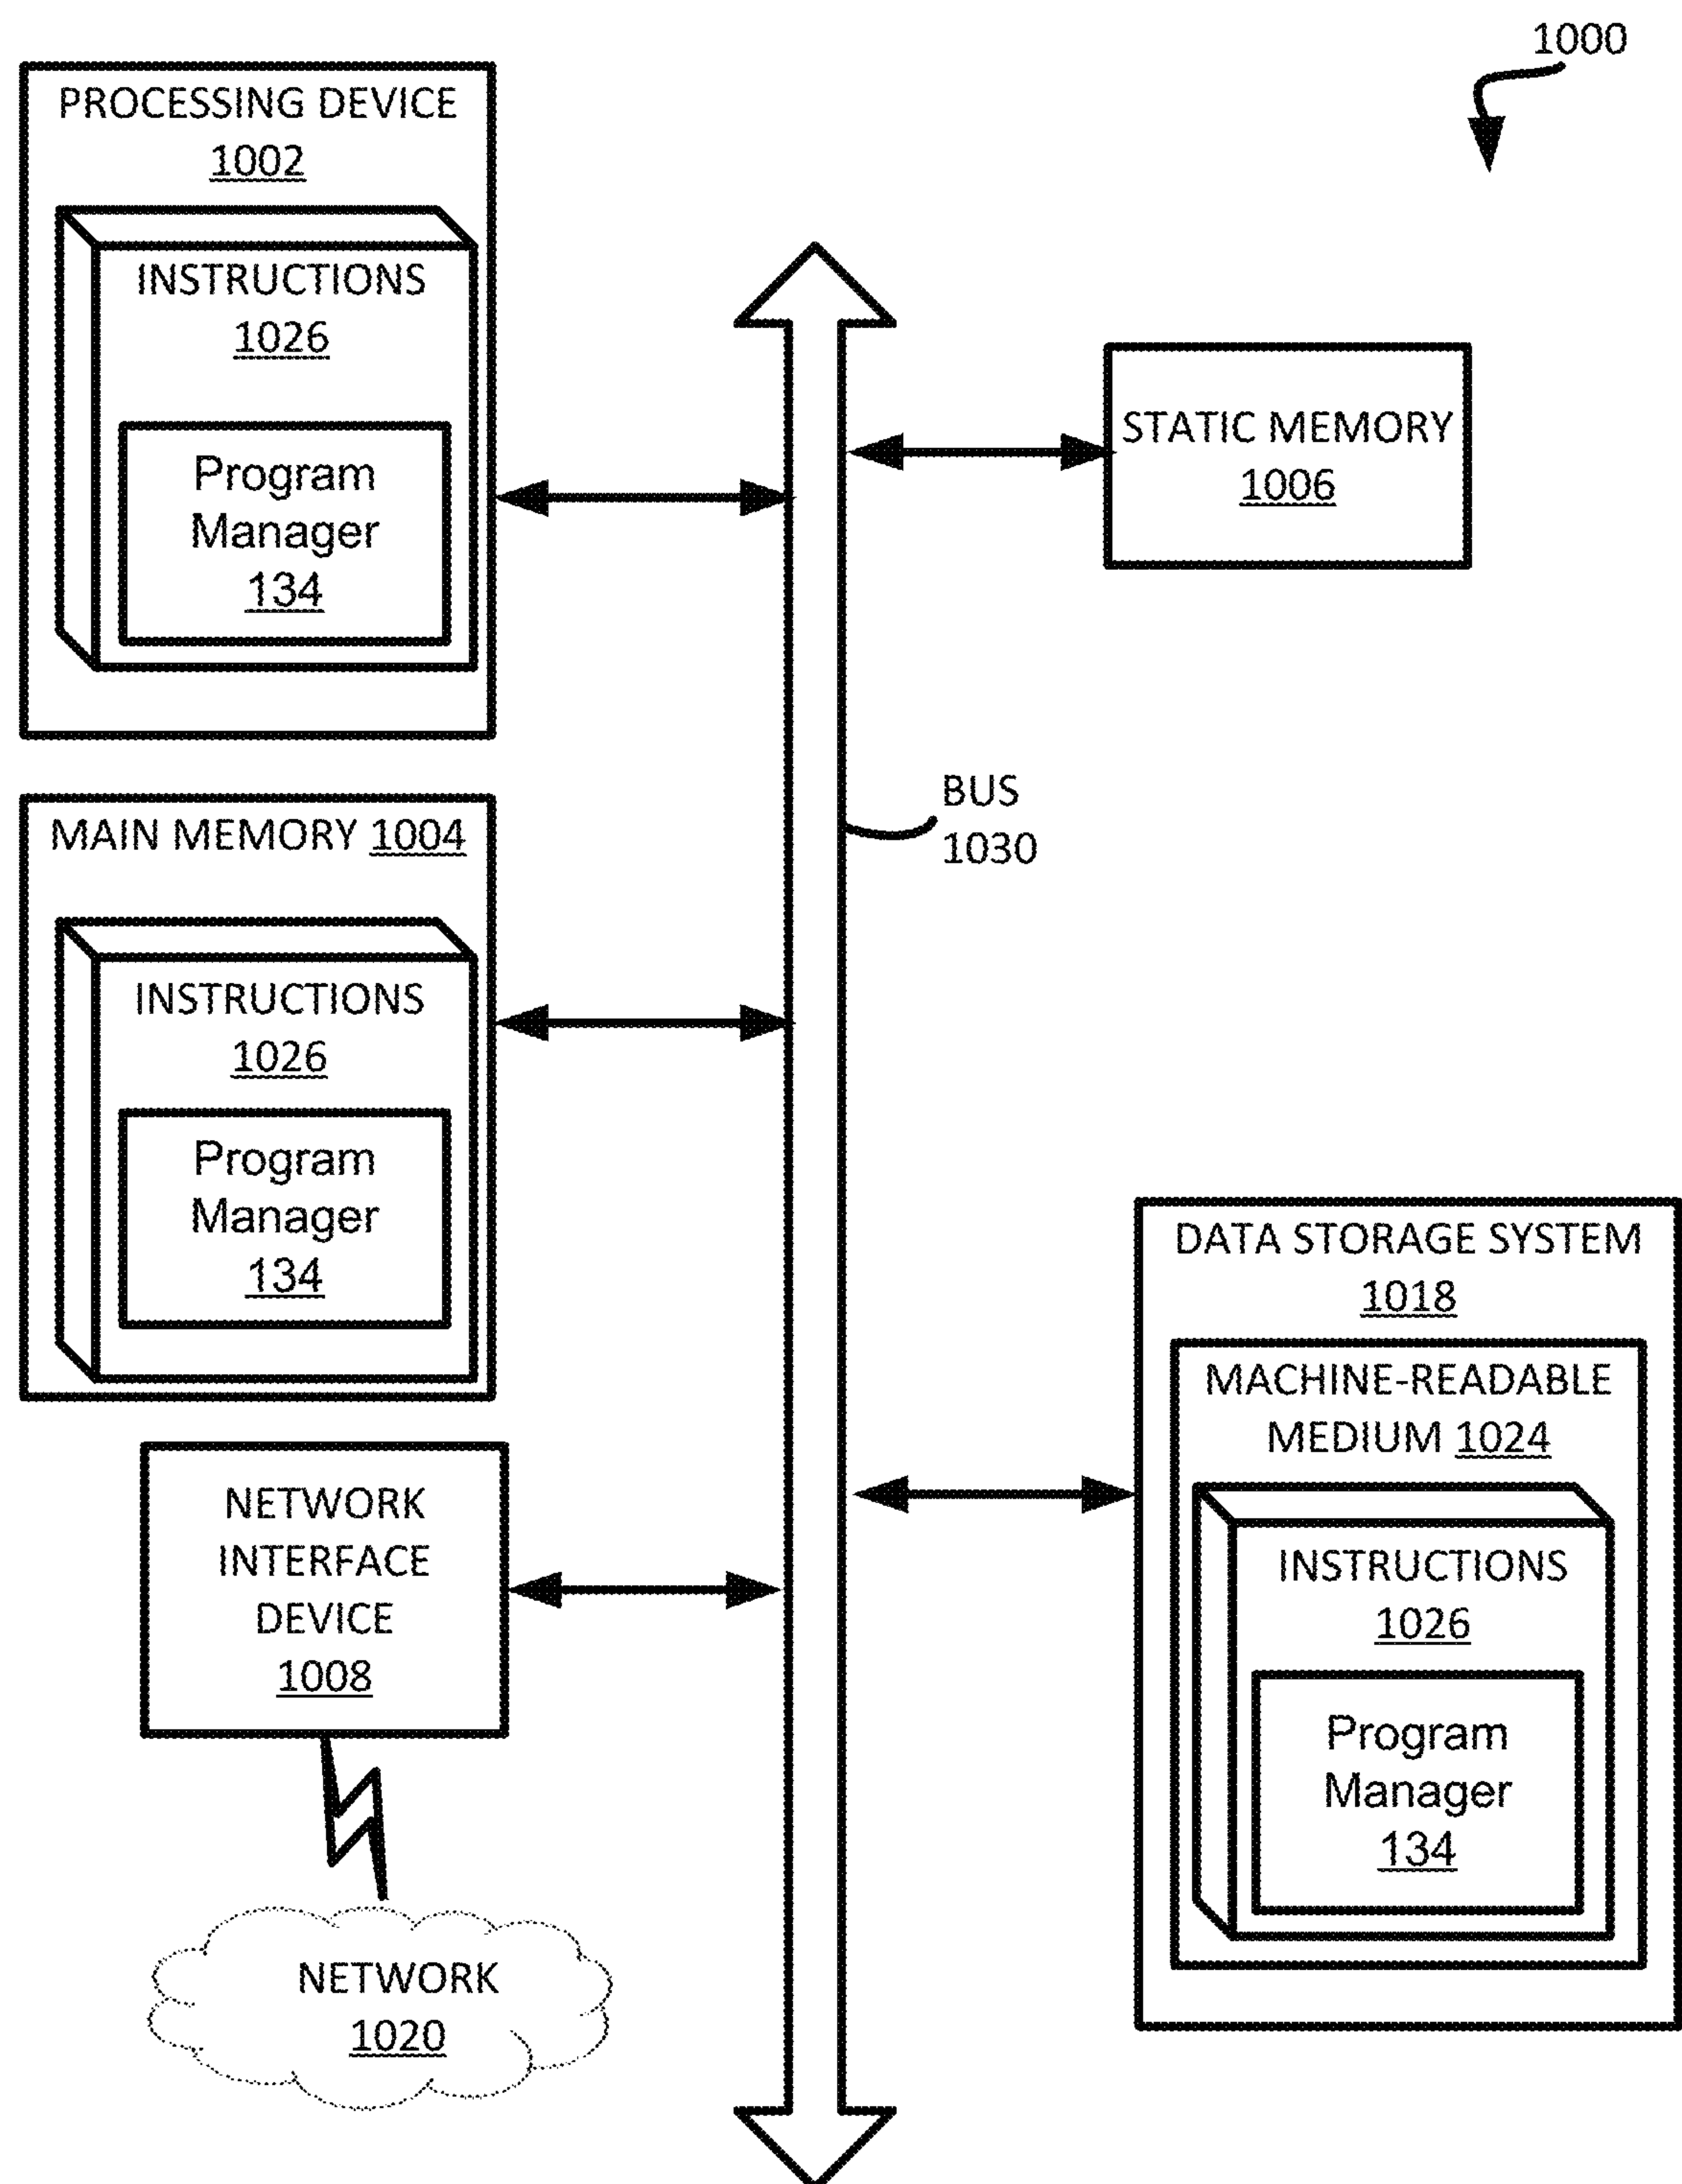 1000
PROCESSING DEVICE
1002
INSTRUCTIONS
1026
Program
Manager
134
STATIC MEMORY
1006
BUS
1030
MAIN MEMORY 1004
INSTRUCTIONS
1026
Program
Manager
134
DATA STORAGE SYSTEM
1018
MACHINE-READABLE
MEDIUM 1024
INSTRUCTIONS
1026
Program
Manager
134
NETWORK
INTERFACE
DEVICE
1008
NETWORK
1020